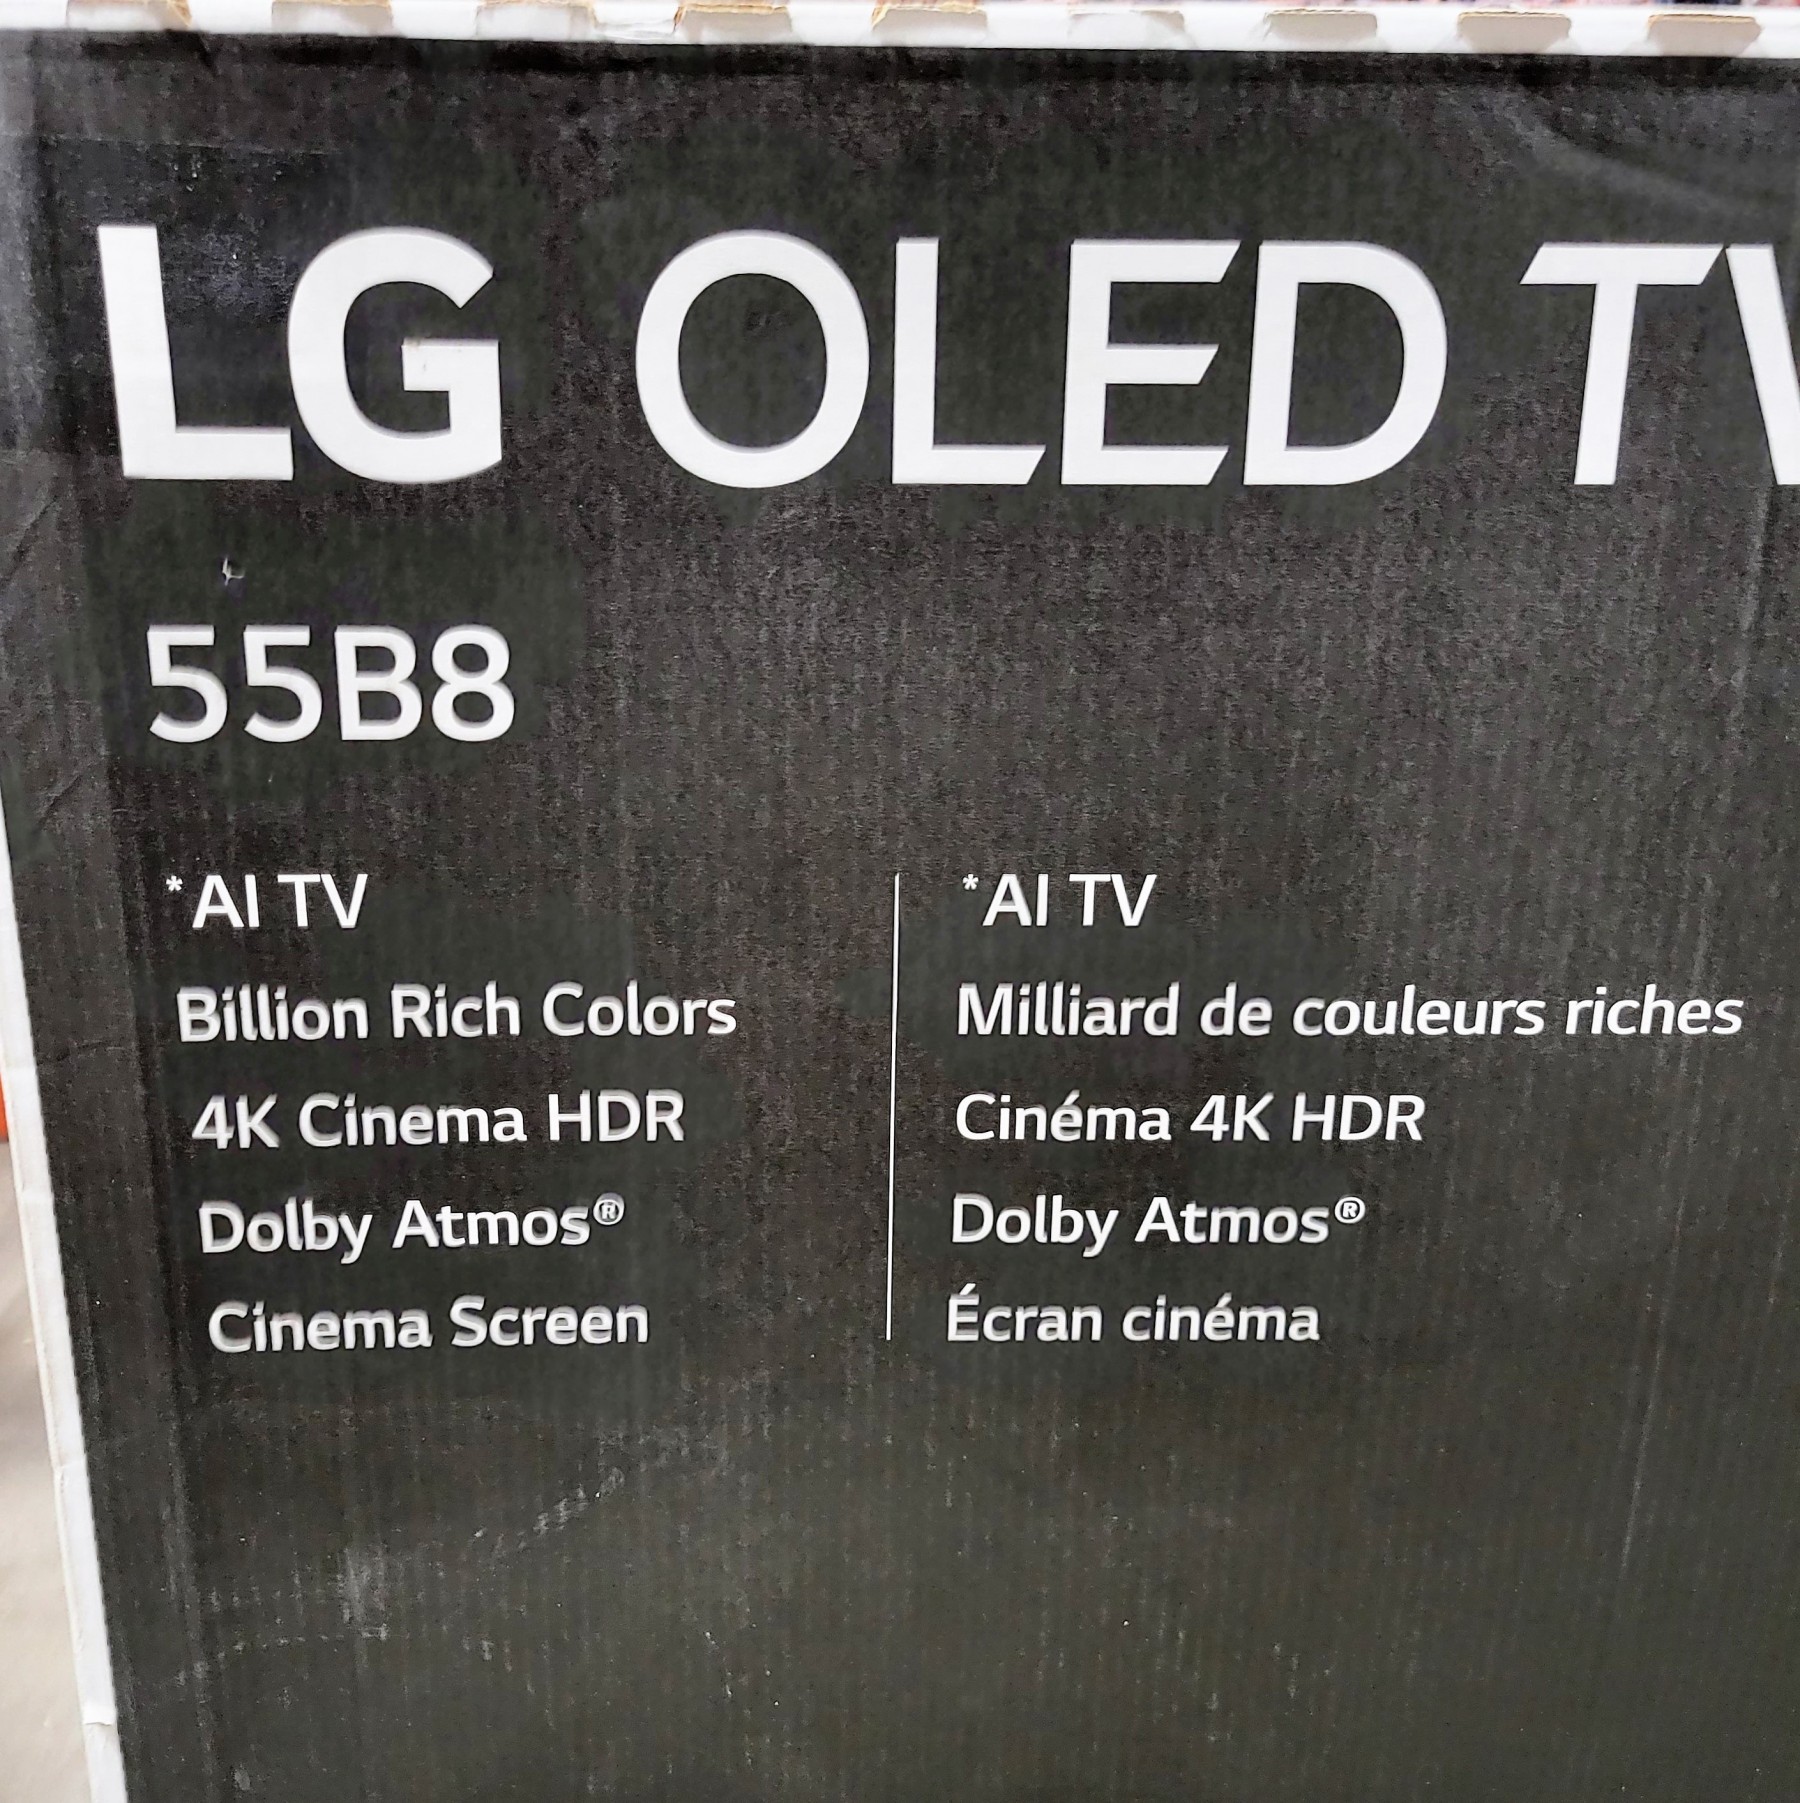 LG OLED TV
55B8
*AI TV
Billion Rich Colors
4K Cinema HDR
Dolby Atmos®
Cinema Screen
*AI TV
Milliard de couleurs riches
Cinéma 4K HDR
Dolby Atmos®
Écran cinéma